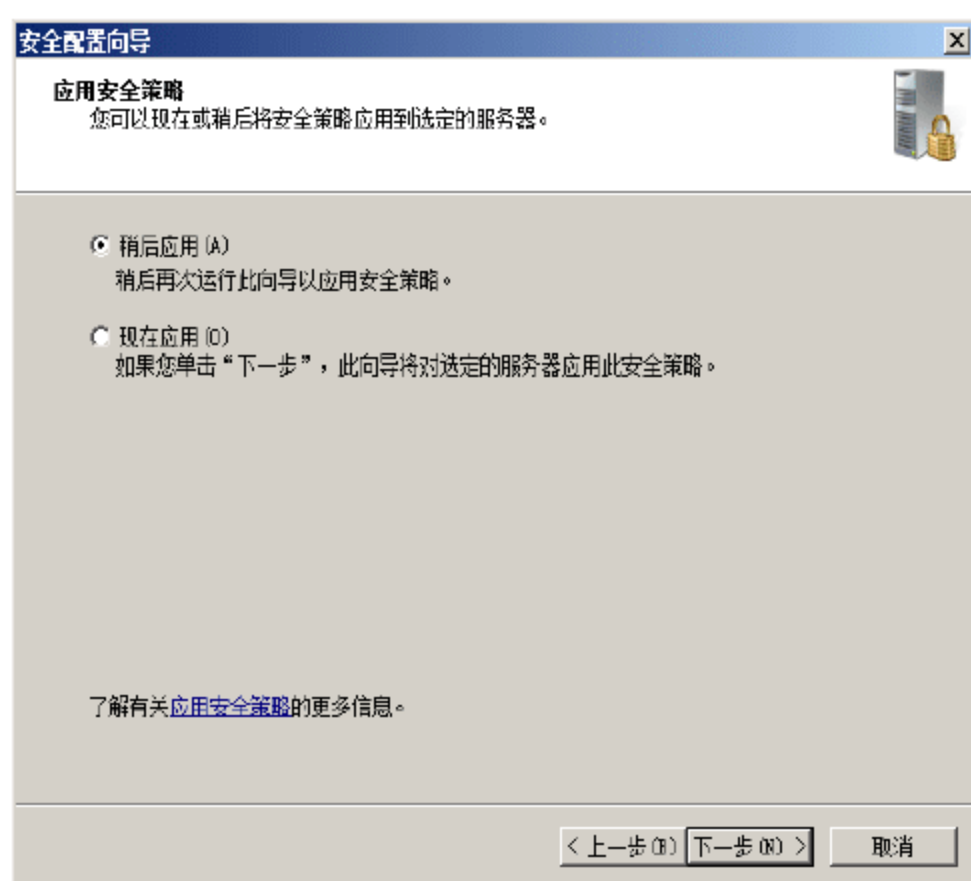 安全配置向导
应用安全策略
您可以现在或稍后将安全策略应用到选定的服务器。
稍后应用(A)
稍后再次运行此向导以应用安全策略。
现在应用(O)
如果您单击“下一步”，此向导将对选定的服务器应用此安全策略。
了解有关应用安全策略的更多信息。
< 上一步(B) 下一步(N) > 取消